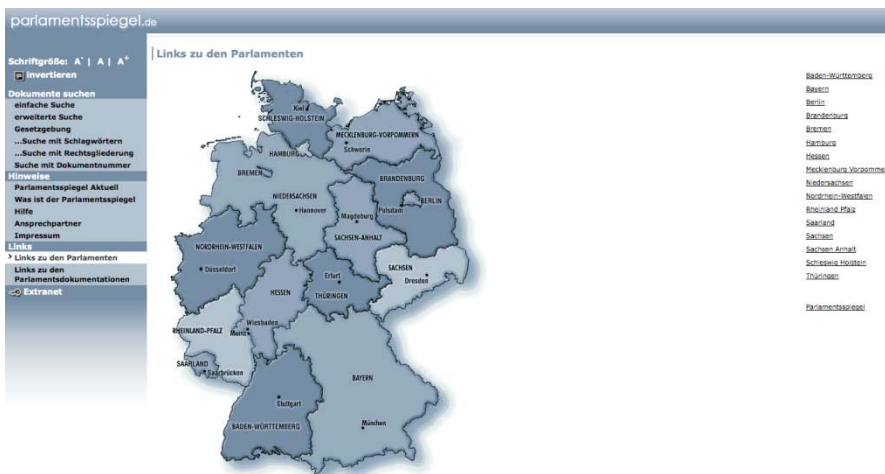 parlamentsspiegel.de
Schriftgröße: A- | A | A+
invertieren
Dokumente suchen
einfache Suche
erweiterte Suche
Gesetzgebung
...Suche mit Schlagwörtern
...Suche mit Rechtsgliederung
Suche mit Dokumentnummer
Hinweise
Parlamentsspiegel Aktuell
Was ist der Parlamentsspiegel
Hilfe
Ansprechpartner
Impressum
Links
Links zu den Parlamenten
Links zu den
Parlamentsdokumentationen
Extranet
Links zu den Parlamenten
Kiel
SCHLESWIG-HOLSTEIN
MECKLENBURG-VORPOMMERN
Schwerin
HAMBURG
BREMEN
BRANDENBURG
NIEDERSACHSEN
BERLIN
Hannover
Magdeburg
Potsdam
SACHSEN-ANHALT
NORDRHEIN-WESTFALEN
Düsseldorf
Erfurt
SACHSEN
Dresden
HESSEN
THÜRINGEN
Wiesbaden
RHEINLAND-PFALZ
Mainz
SAARLAND
Saarbrücken
BAYERN
Stuttgart
BADEN-WÜRTTEMBERG
München
Baden-Württemberg
Bayern
Berlin
Brandenburg
Bremen
Hamburg
Hessen
Mecklenburg Vorpomme
Niedersachsen
Nordrhein-Westfalen
Rheinland Pfalz
Saarland
Sachsen
Sachsen Anhalt
Schleswig Holstein
Thüringen
Parlamentsspiegel